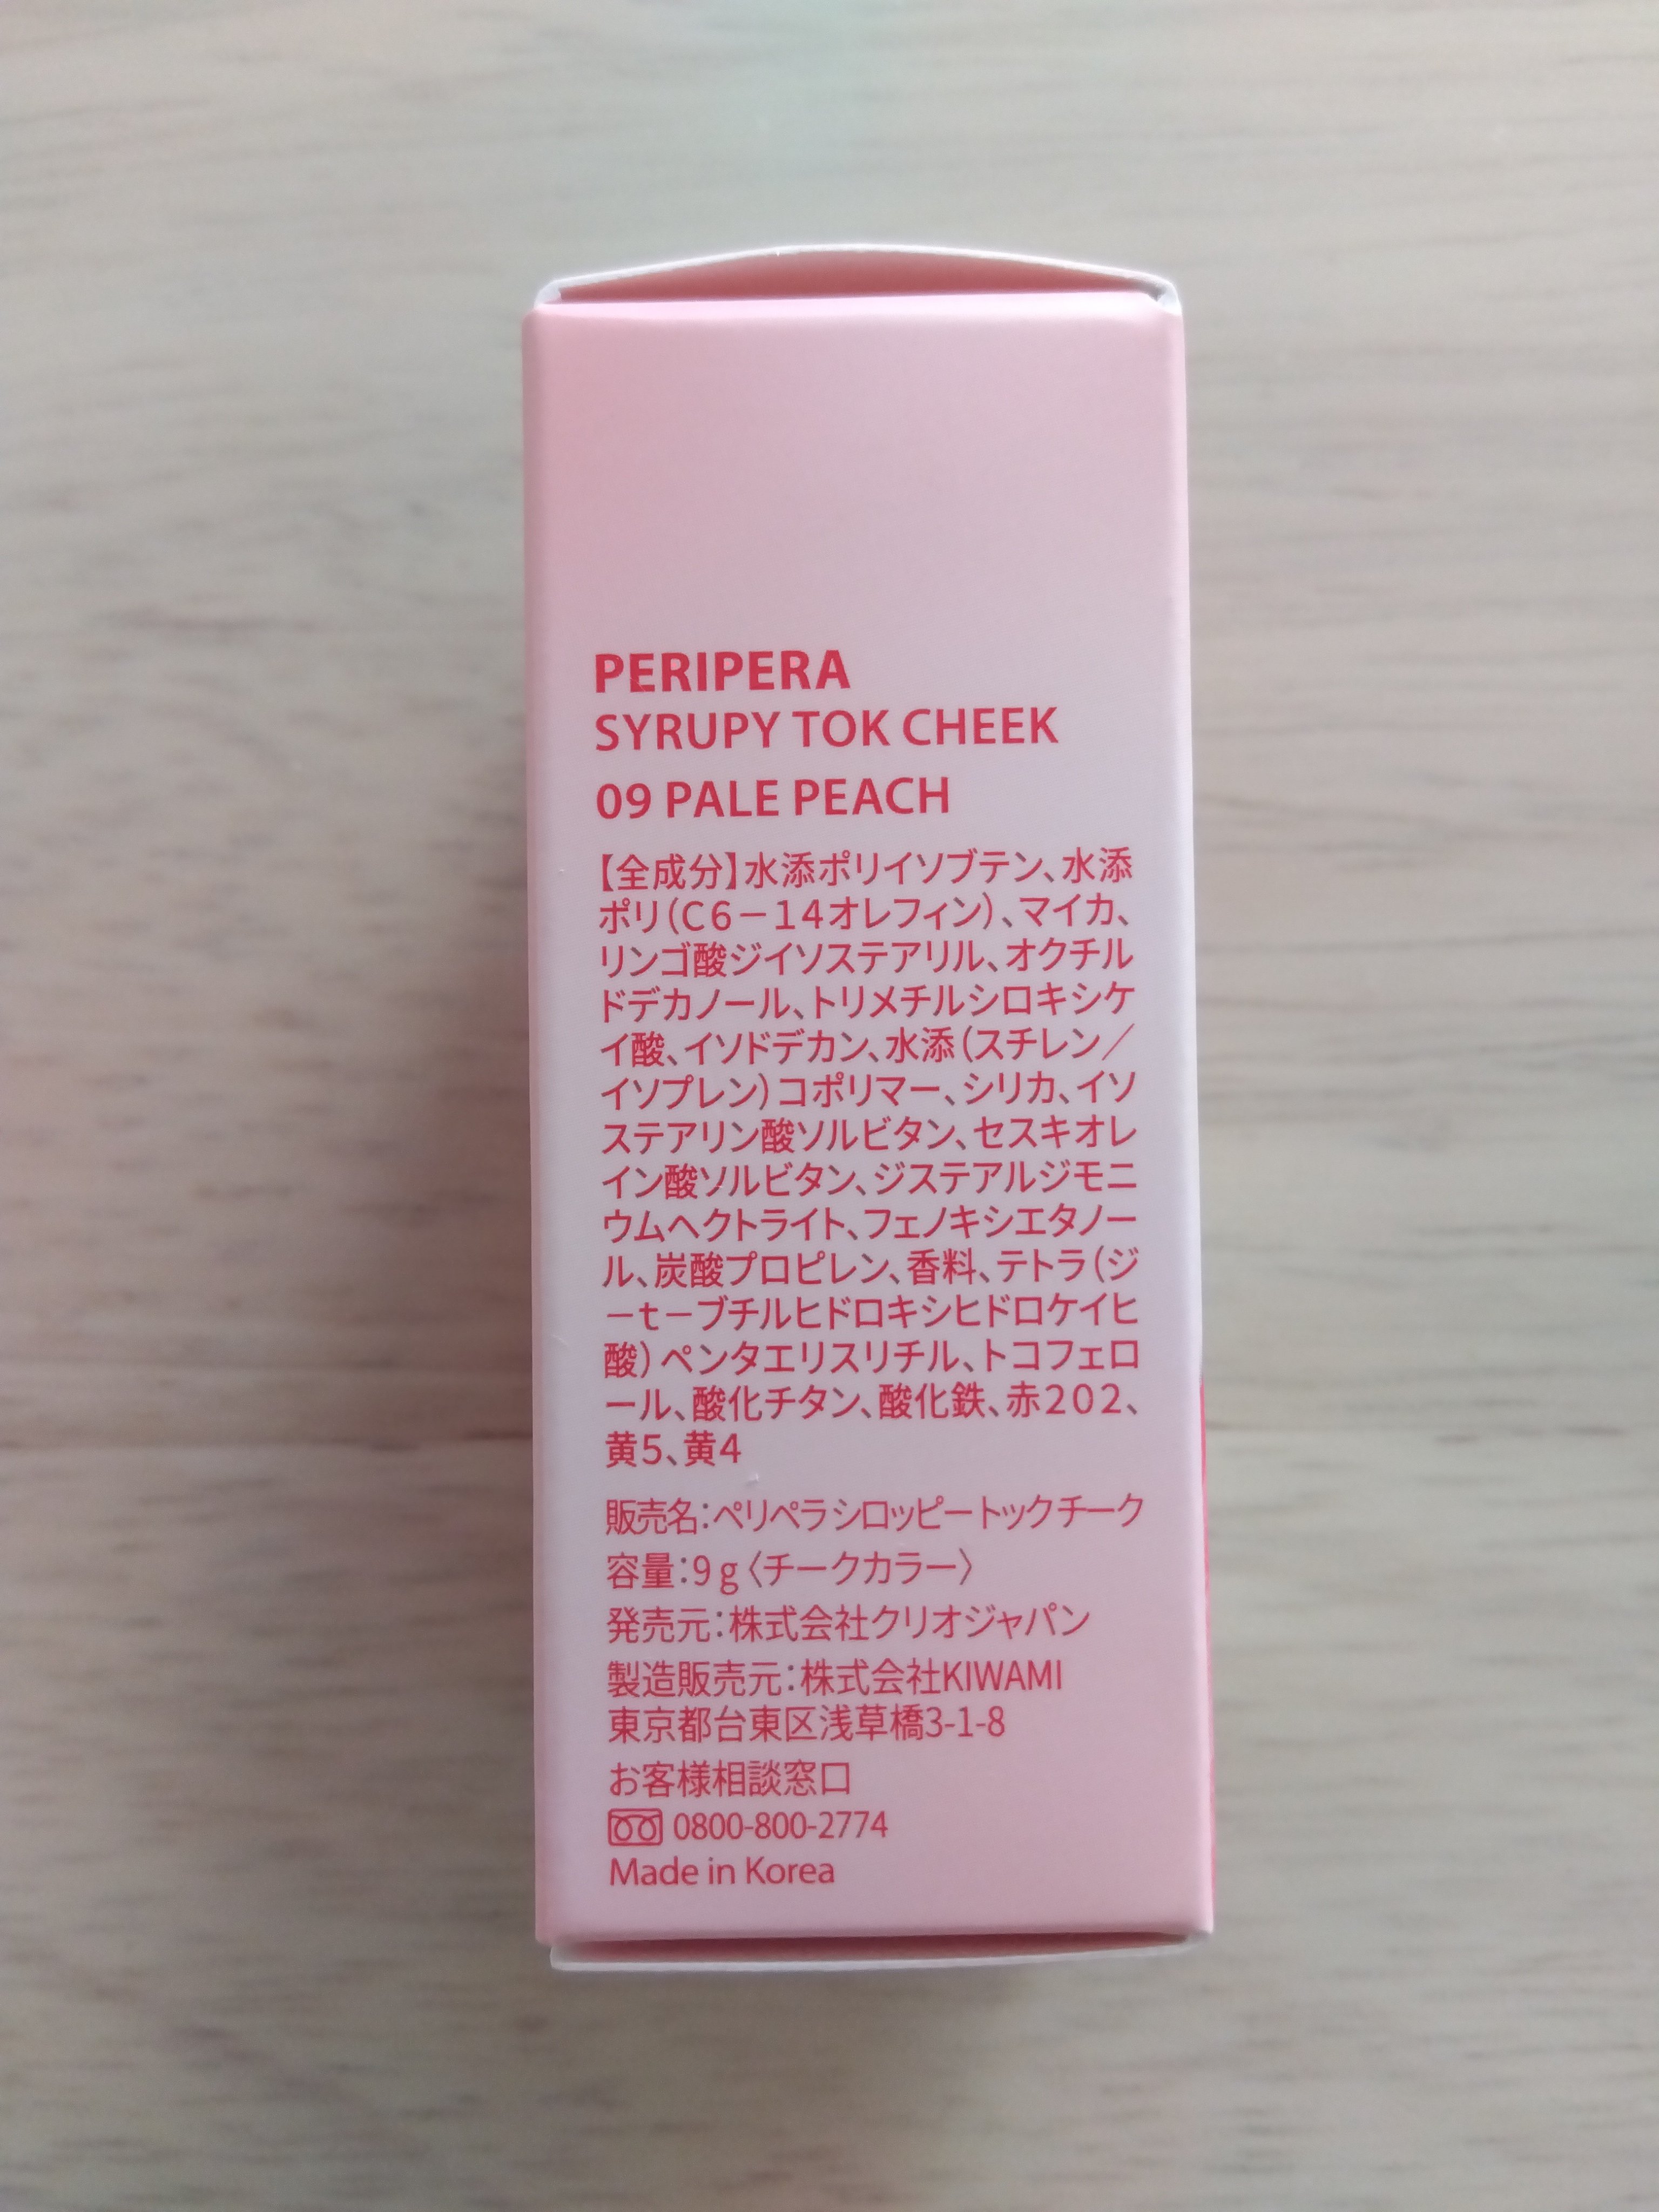 PERIPERA
SYRUPY TOK CHEEK
09 PALE PEACH
【全成分】水添ポリイソブテン、水添
ポリ(C6－14オレフィン)、マイカ、
リンゴ酸ジイソステアリル、オクチル
ドデカノール、トリメチルシロキシケ
イ酸、イソドデカン、水添(スチレン／
イソプレン)コポリマー、シリカ、イソ
ステアリン酸ソルビタン、セスキオレ
イン酸ソルビタン、ジステアルジモニ
ウムヘクトライト、フェノキシエタノー
ル、炭酸プロピレン、香料、テトラ(ジ
－t－ブチルヒドロキシヒドロケイヒ
酸)ペンタエリスリチル、トコフェロ
ール、酸化チタン、酸化鉄、赤202、
黄5、黄4
販売名：ペリペラ シロッピートックチーク
容量：9g〈チークカラー〉
発売元：株式会社クリオジャパン
製造販売元：株式会社KIWAMI
東京都台東区浅草橋3-1-8
お客様相談窓口
0800-800-2774
Made in Korea